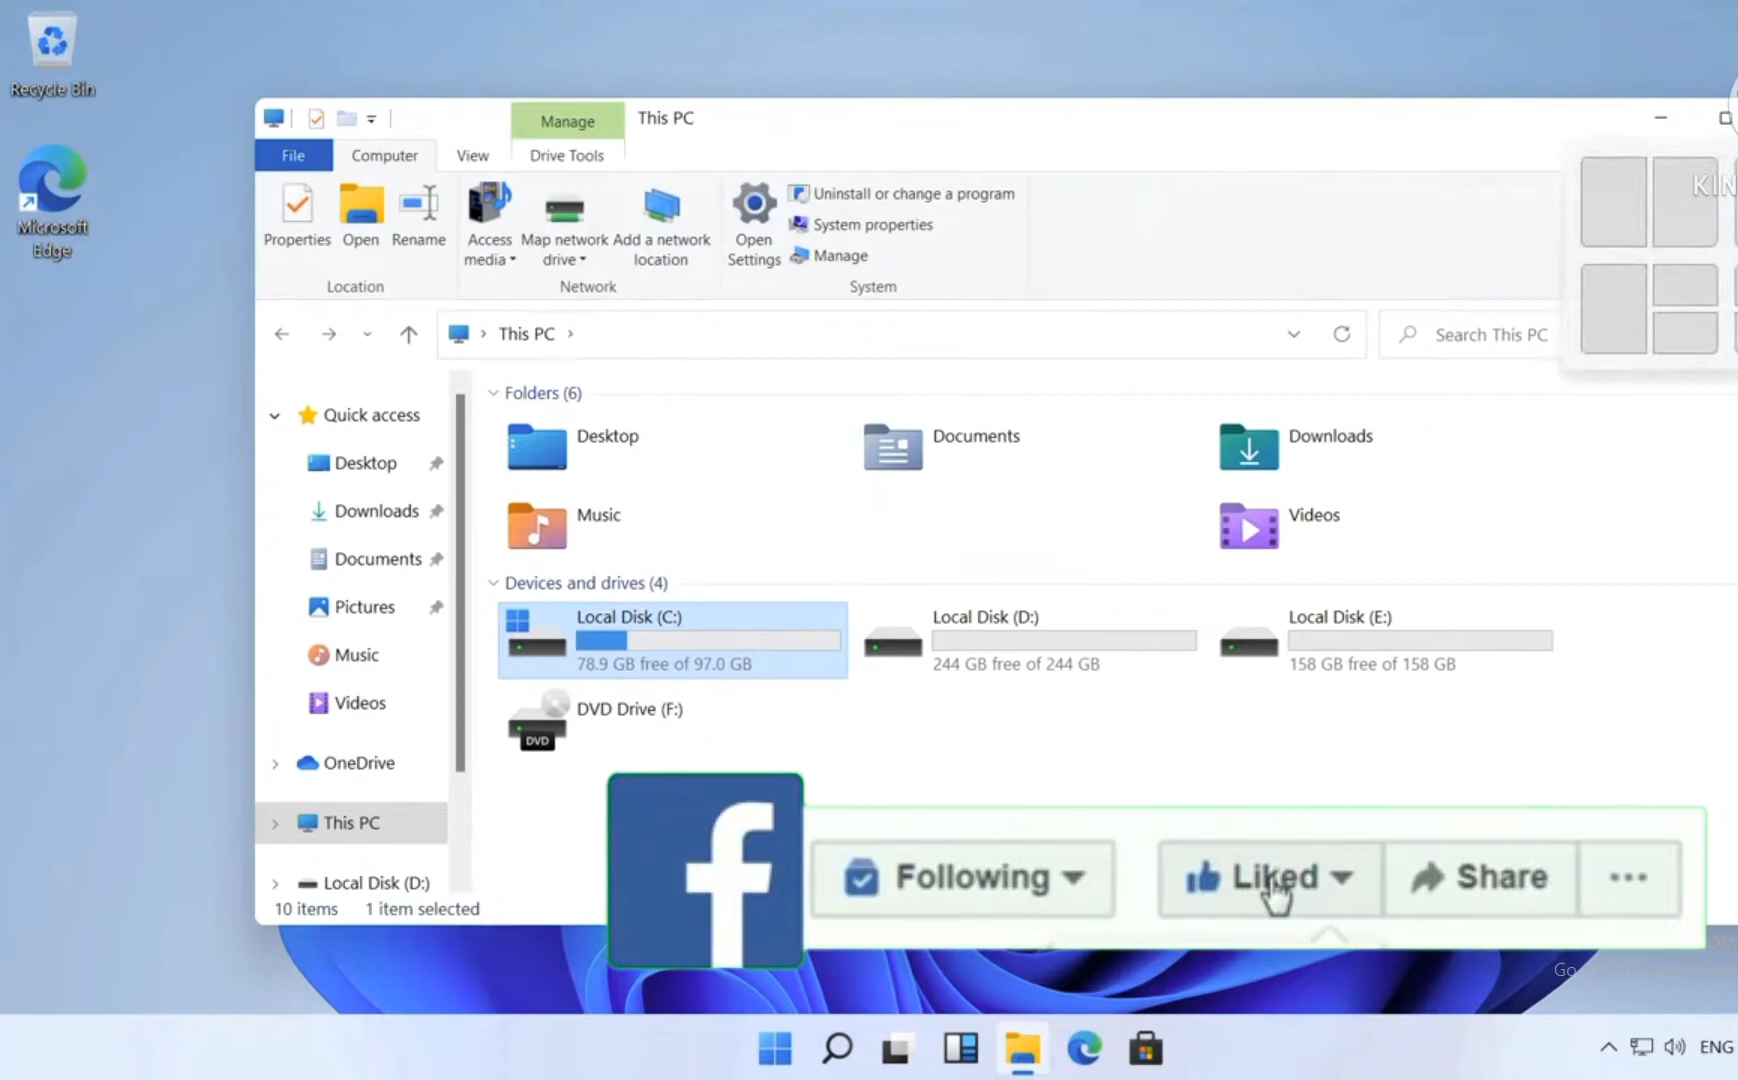 Recycle Bin
Microsoft
Edge
Manage
This PC
File
Computer
View
Drive Tools
Properties
Open
Rename
Access
media
Map network
drive
Add a network
location
Open
Settings
Uninstall or change a program
System properties
Manage
Location
Network
System
KIN
This PC
Search This PC
Quick access
Desktop
Downloads
Documents
Pictures
Music
Videos
OneDrive
This PC
Local Disk (D:)
Folders (6)
Desktop
Documents
Downloads
Music
Videos
Devices and drives (4)
Local Disk (C:)
78.9 GB free of 97.0 GB
Local Disk (D:)
244 GB free of 244 GB
Local Disk (E:)
158 GB free of 158 GB
DVD Drive (F:)
DVD
10 items
1 item selected
f
Following
Liked
Share
Go
ENG